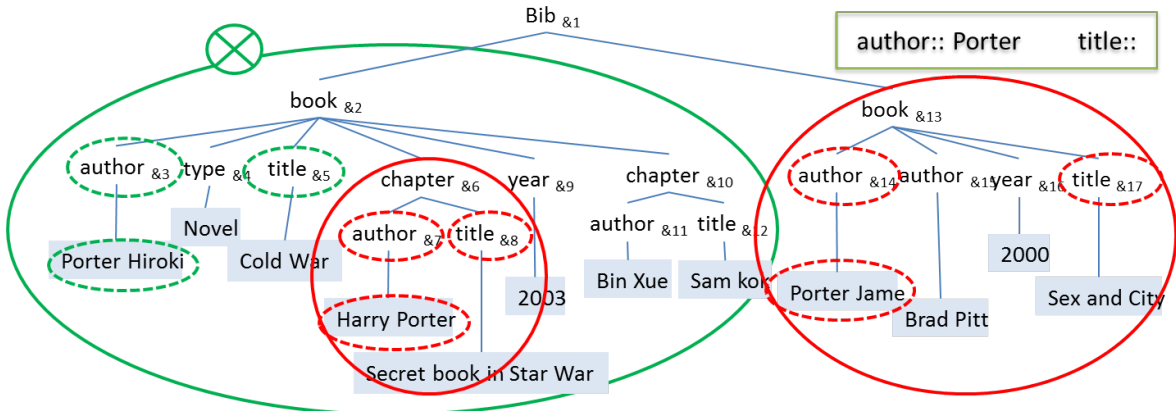 Bib &1
author:: Porter title::
book &2
book &13
author &3 type &4 title &5 chapter &6 year &9 chapter &10 author &14 author &15 year &16 title &17
author &7 title &8 author &11 title &12
Novel
Porter Hiroki Cold War Bin Xue Sam kok Porter Jame 2000 Sex and City
Harry Porter 2003 Brad Pitt
Secret book in Star War